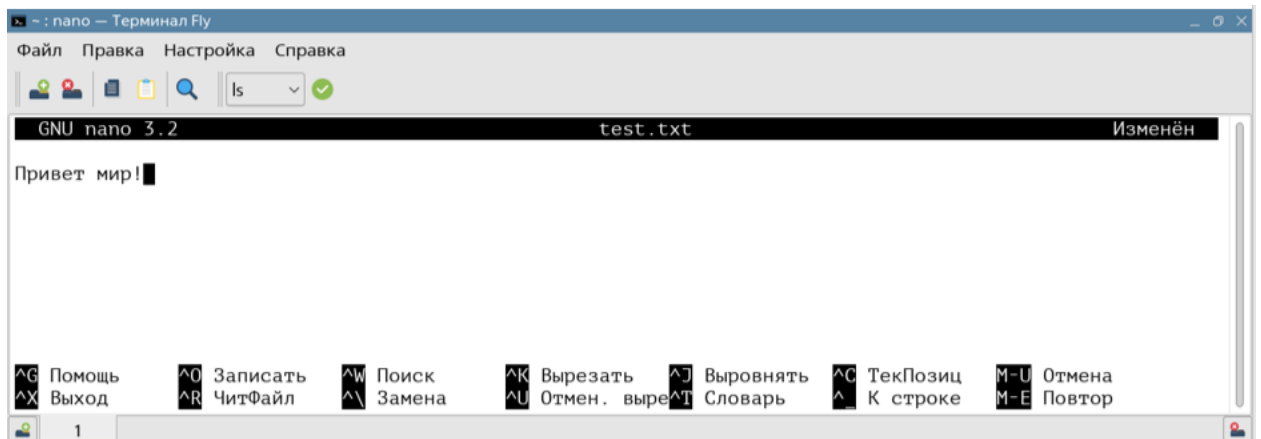 ~ : nano — Терминал Fly
Файл Правка Настройка Справка
ls
GNU nano 3.2 test.txt Изменён
Привет мир!
^G Помощь ^O Записать ^W Поиск ^K Вырезать ^J Выровнять ^C ТекПозиц M-U Отмена
^X Выход ^R ЧитФайл ^\ Замена ^U Отмен. выре^T Словарь ^_ К строке M-E Повтор
1